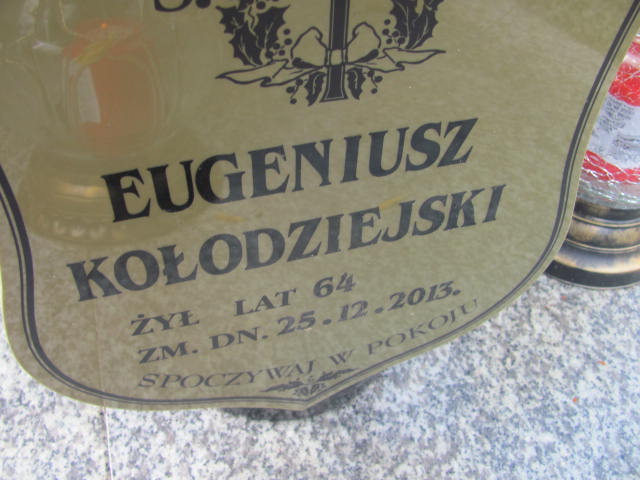 EUGENIUSZ
KOŁODZIEJSKI
ŻYŁ LAT 64
ZM. DN. 25.12.2013.
SPOCZYWAJ W POKOJU